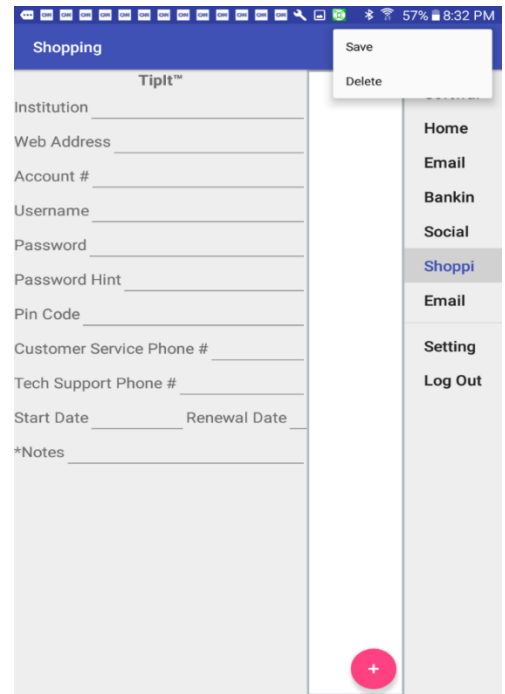 57% 8:32 PM
Shopping
Save
Delete
TipIt™
Institution
Web Address
Account #
Username
Password
Password Hint
Pin Code
Customer Service Phone #
Tech Support Phone #
Start Date Renewal Date
*Notes
Home
Email
Bankin
Social
Shoppi
Email
Setting
Log Out
+